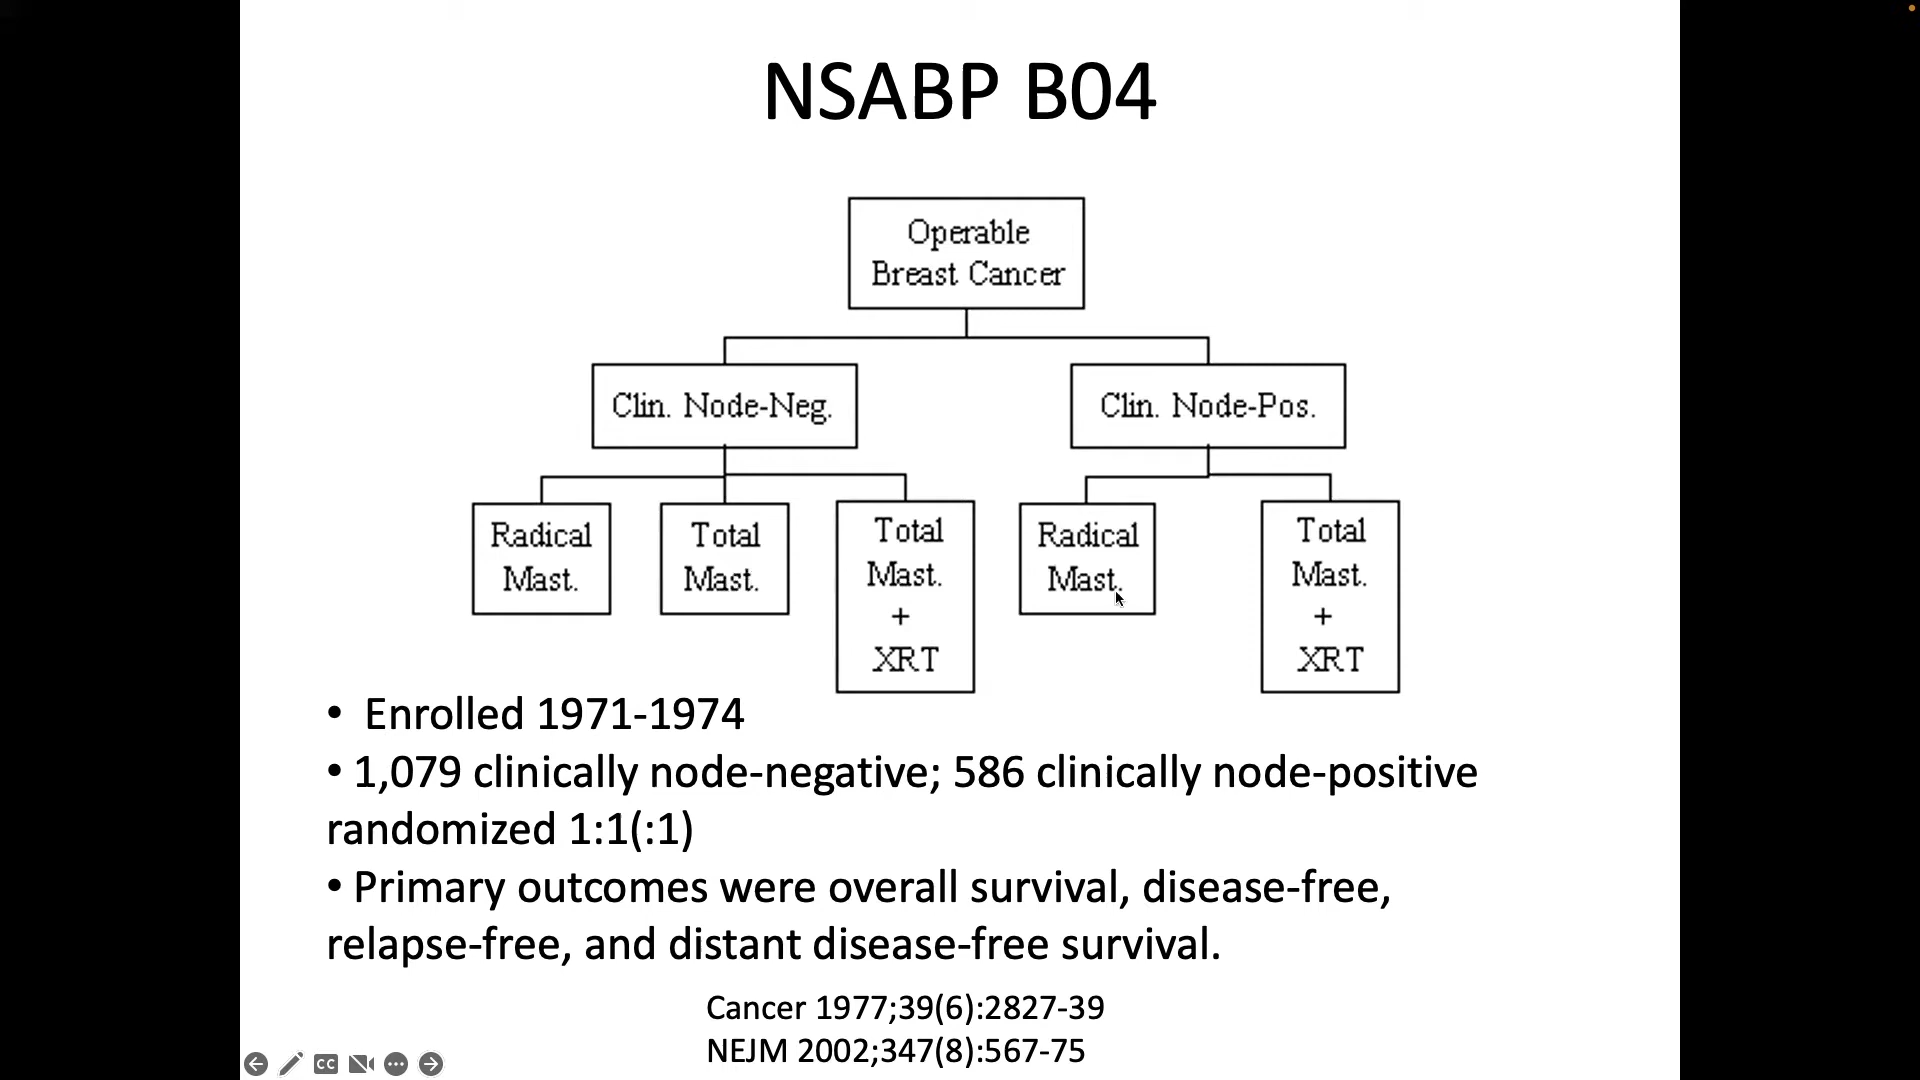 NSABP B04
Operable
Breast Cancer
Clin. Node-Neg.
Clin. Node-Pos.
Radical
Mast.
Total
Mast.
Total
Mast.
+
XRT
Radical
Mast.
Total
Mast.
+
XRT
• Enrolled 1971-1974
• 1,079 clinically node-negative; 586 clinically node-positive
randomized 1:1(:1)
• Primary outcomes were overall survival, disease-free,
relapse-free, and distant disease-free survival.
Cancer 1977;39(6):2827-39
NEJM 2002;347(8):567-75
CC